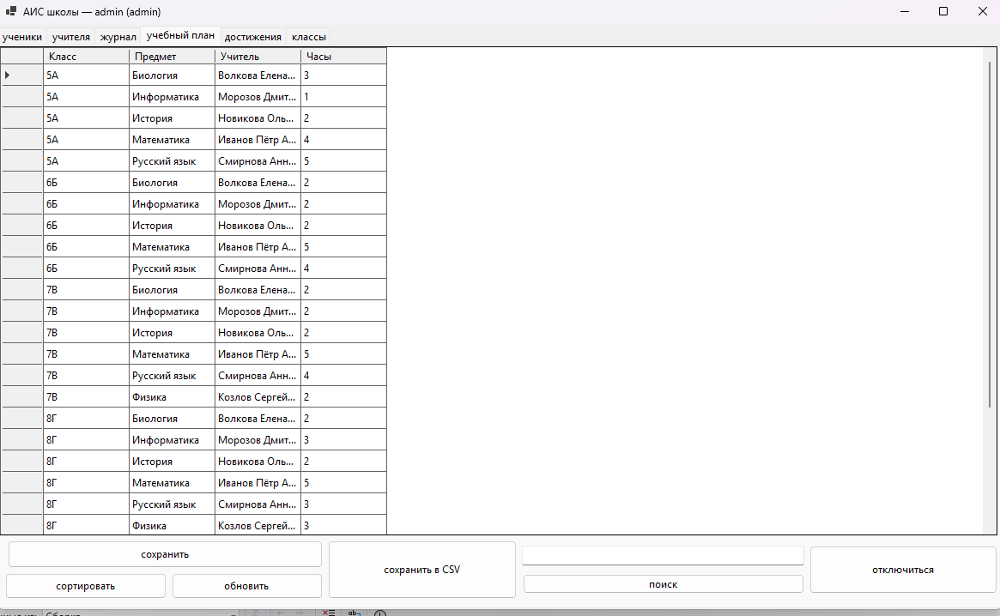 АИС школы — admin (admin)
ученики учителя журнал учебный план достижения классы
Класс Предмет Учитель Часы
5А Биология Волкова Елена... 3
5А Информатика Морозов Дмит... 1
5А История Новикова Оль... 2
5А Математика Иванов Пётр А... 4
5А Русский язык Смирнова Анн... 5
6Б Биология Волкова Елена... 2
6Б Информатика Морозов Дмит... 2
6Б История Новикова Оль... 2
6Б Математика Иванов Пётр А... 5
6Б Русский язык Смирнова Анн... 4
7В Биология Волкова Елена... 2
7В Информатика Морозов Дмит... 2
7В История Новикова Оль... 2
7В Математика Иванов Пётр А... 5
7В Русский язык Смирнова Анн... 4
7В Физика Козлов Сергей... 2
8Г Биология Волкова Елена... 2
8Г Информатика Морозов Дмит... 3
8Г История Новикова Оль... 2
8Г Математика Иванов Пётр А... 5
8Г Русский язык Смирнова Анн... 3
8Г Физика Козлов Сергей... 3
сохранить
сохранить в CSV
отключиться
сортировать обновить поиск